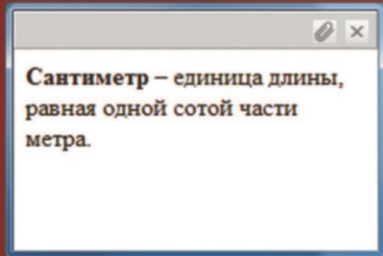 Сантиметр – единица длины,
равная одной сотой части
метра.